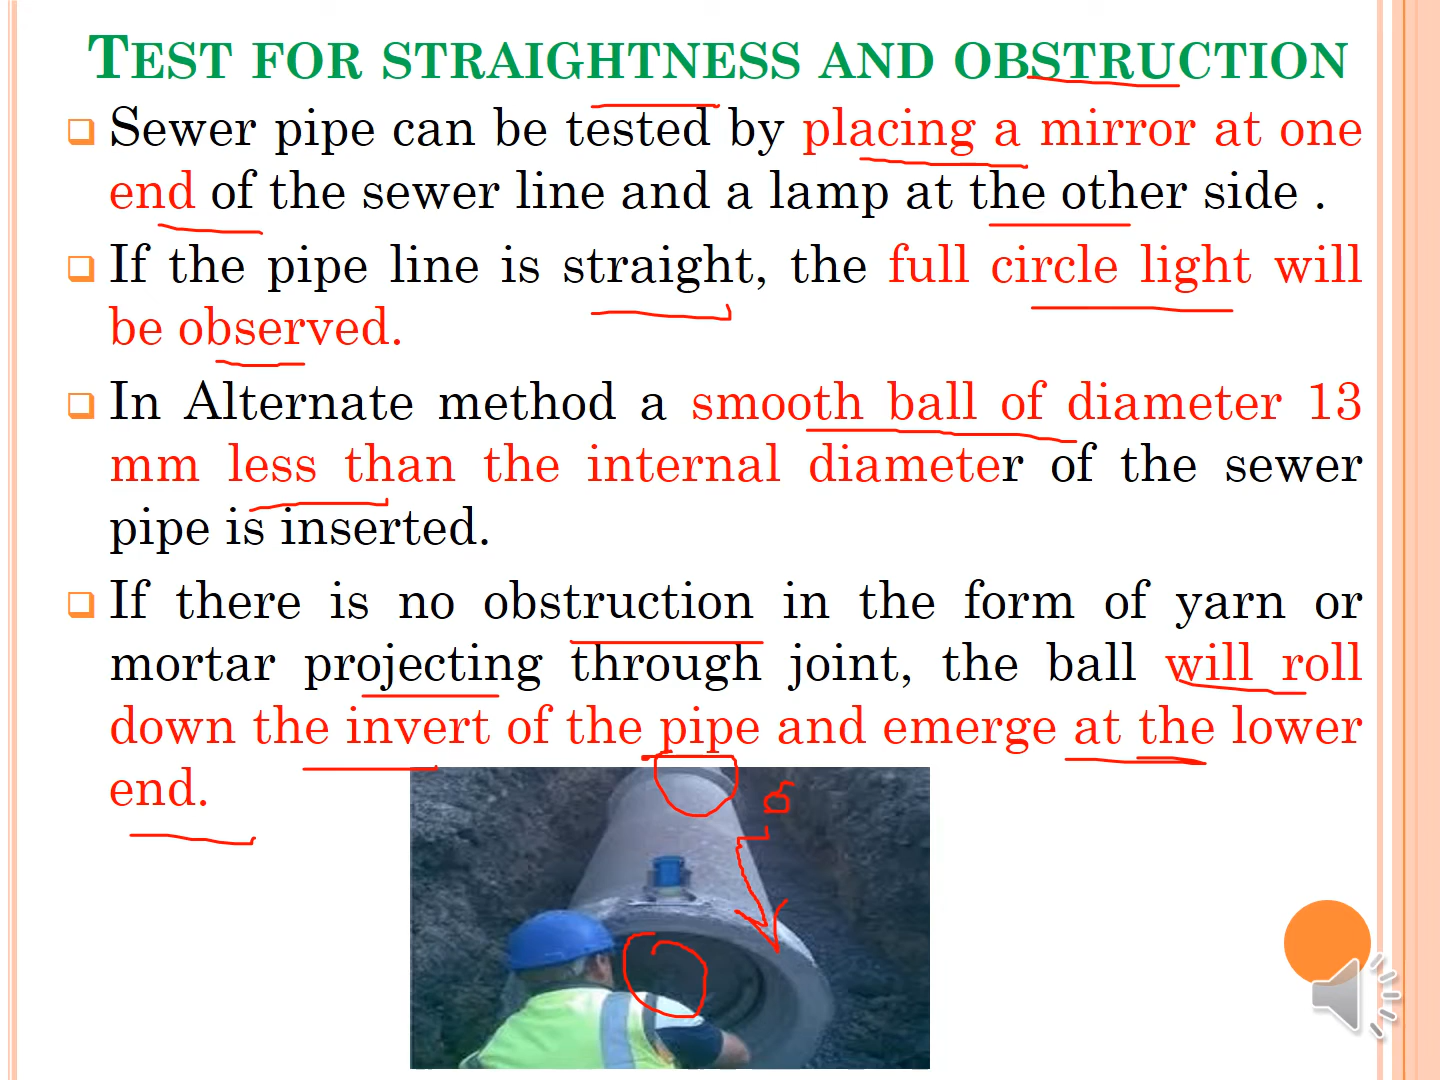 TEST FOR STRAIGHTNESS AND OBSTRUCTION
Sewer pipe can be tested by placing a mirror at one
end of the sewer line and a lamp at the other side .
If the pipe line is straight, the full circle light will
be observed.
In Alternate method a smooth ball of diameter 13
mm less than the internal diameter of the sewer
pipe is inserted.
If there is no obstruction in the form of yarn or
mortar projecting through joint, the ball will roll
down the invert of the pipe and emerge at the lower
end.